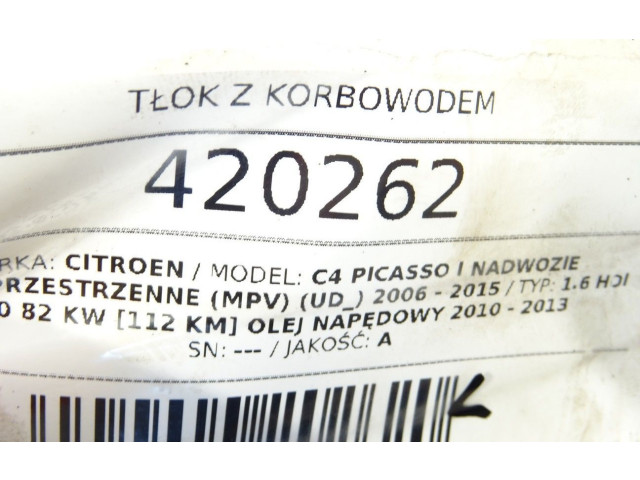 TŁOK Z KORBOWODEM
420262
RKA: CITROEN / MODEL: C4 PICASSO I NADWOZIE
PRZESTRZENNE (MPV) (UD_) 2006 - 2015 / TYP: 1.6 HDI
0 82 KW [112 KM] OLEJ NAPĘDOWY 2010 - 2013
SN: --- / JAKOŚĆ: A